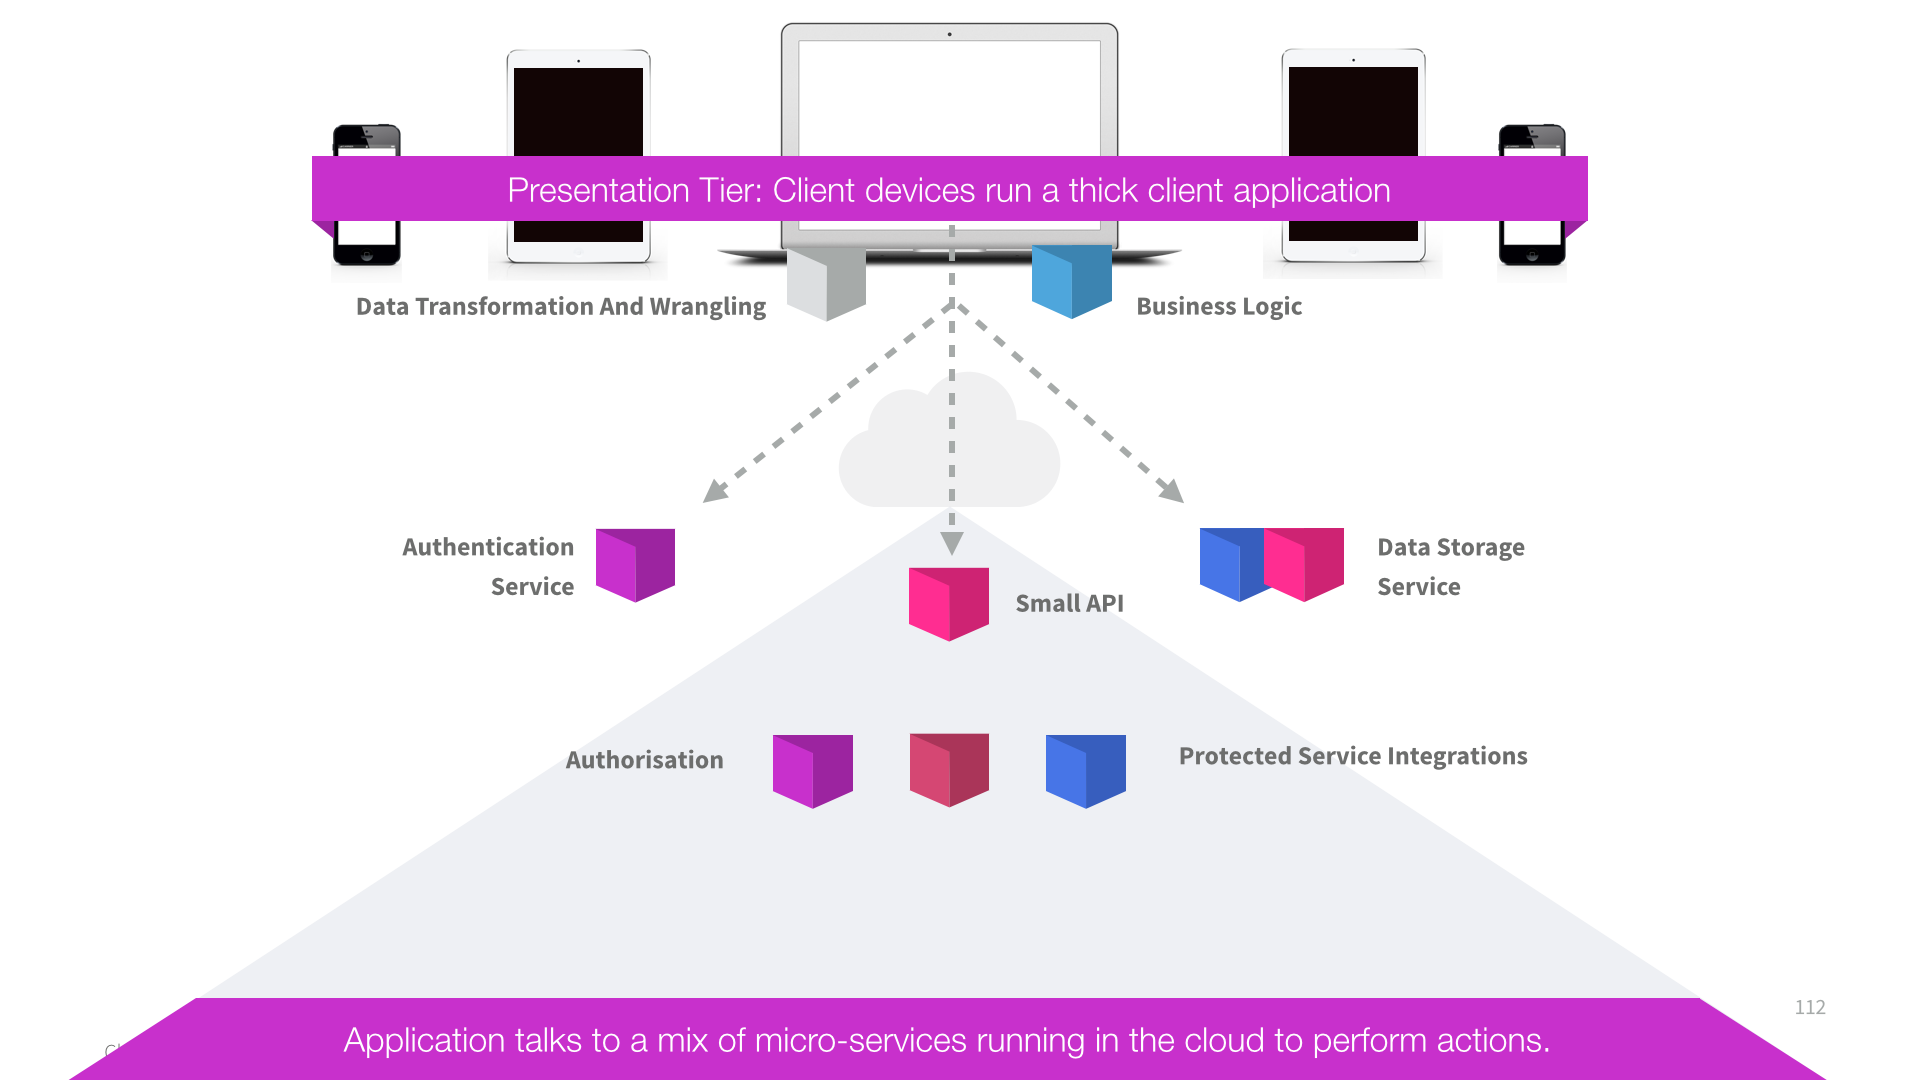 Presentation Tier: Client devices run a thick client application
Data Transformation And Wrangling
Business Logic
Authentication
Service
Small API
Data Storage
Service
Authorisation
Protected Service Integrations
112
Application talks to a mix of micro-services running in the cloud to perform actions.